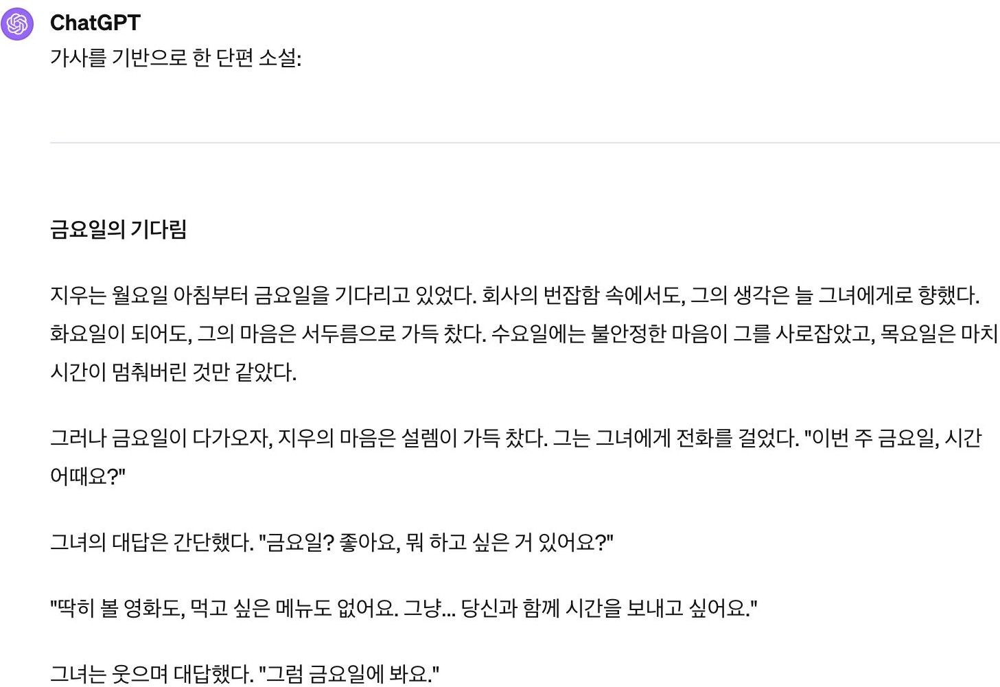 ChatGPT
가사를 기반으로 한 단편 소설:
금요일의 기다림
지우는 월요일 아침부터 금요일을 기다리고 있었다. 회사의 번잡함 속에서도, 그의 생각은 늘 그녀에게로 향했다.
화요일이 되어도, 그의 마음은 서두름으로 가득 찼다. 수요일에는 불안정한 마음이 그를 사로잡았고, 목요일은 마치
시간이 멈춰버린 것만 같았다.
그러나 금요일이 다가오자, 지우의 마음은 설렘이 가득 찼다. 그는 그녀에게 전화를 걸었다. "이번 주 금요일, 시간
어때요?"
그녀의 대답은 간단했다. "금요일? 좋아요, 뭐 하고 싶은 거 있어요?"
"딱히 볼 영화도, 먹고 싶은 메뉴도 없어요. 그냥... 당신과 함께 시간을 보내고 싶어요."
그녀는 웃으며 대답했다. "그럼 금요일에 봐요."